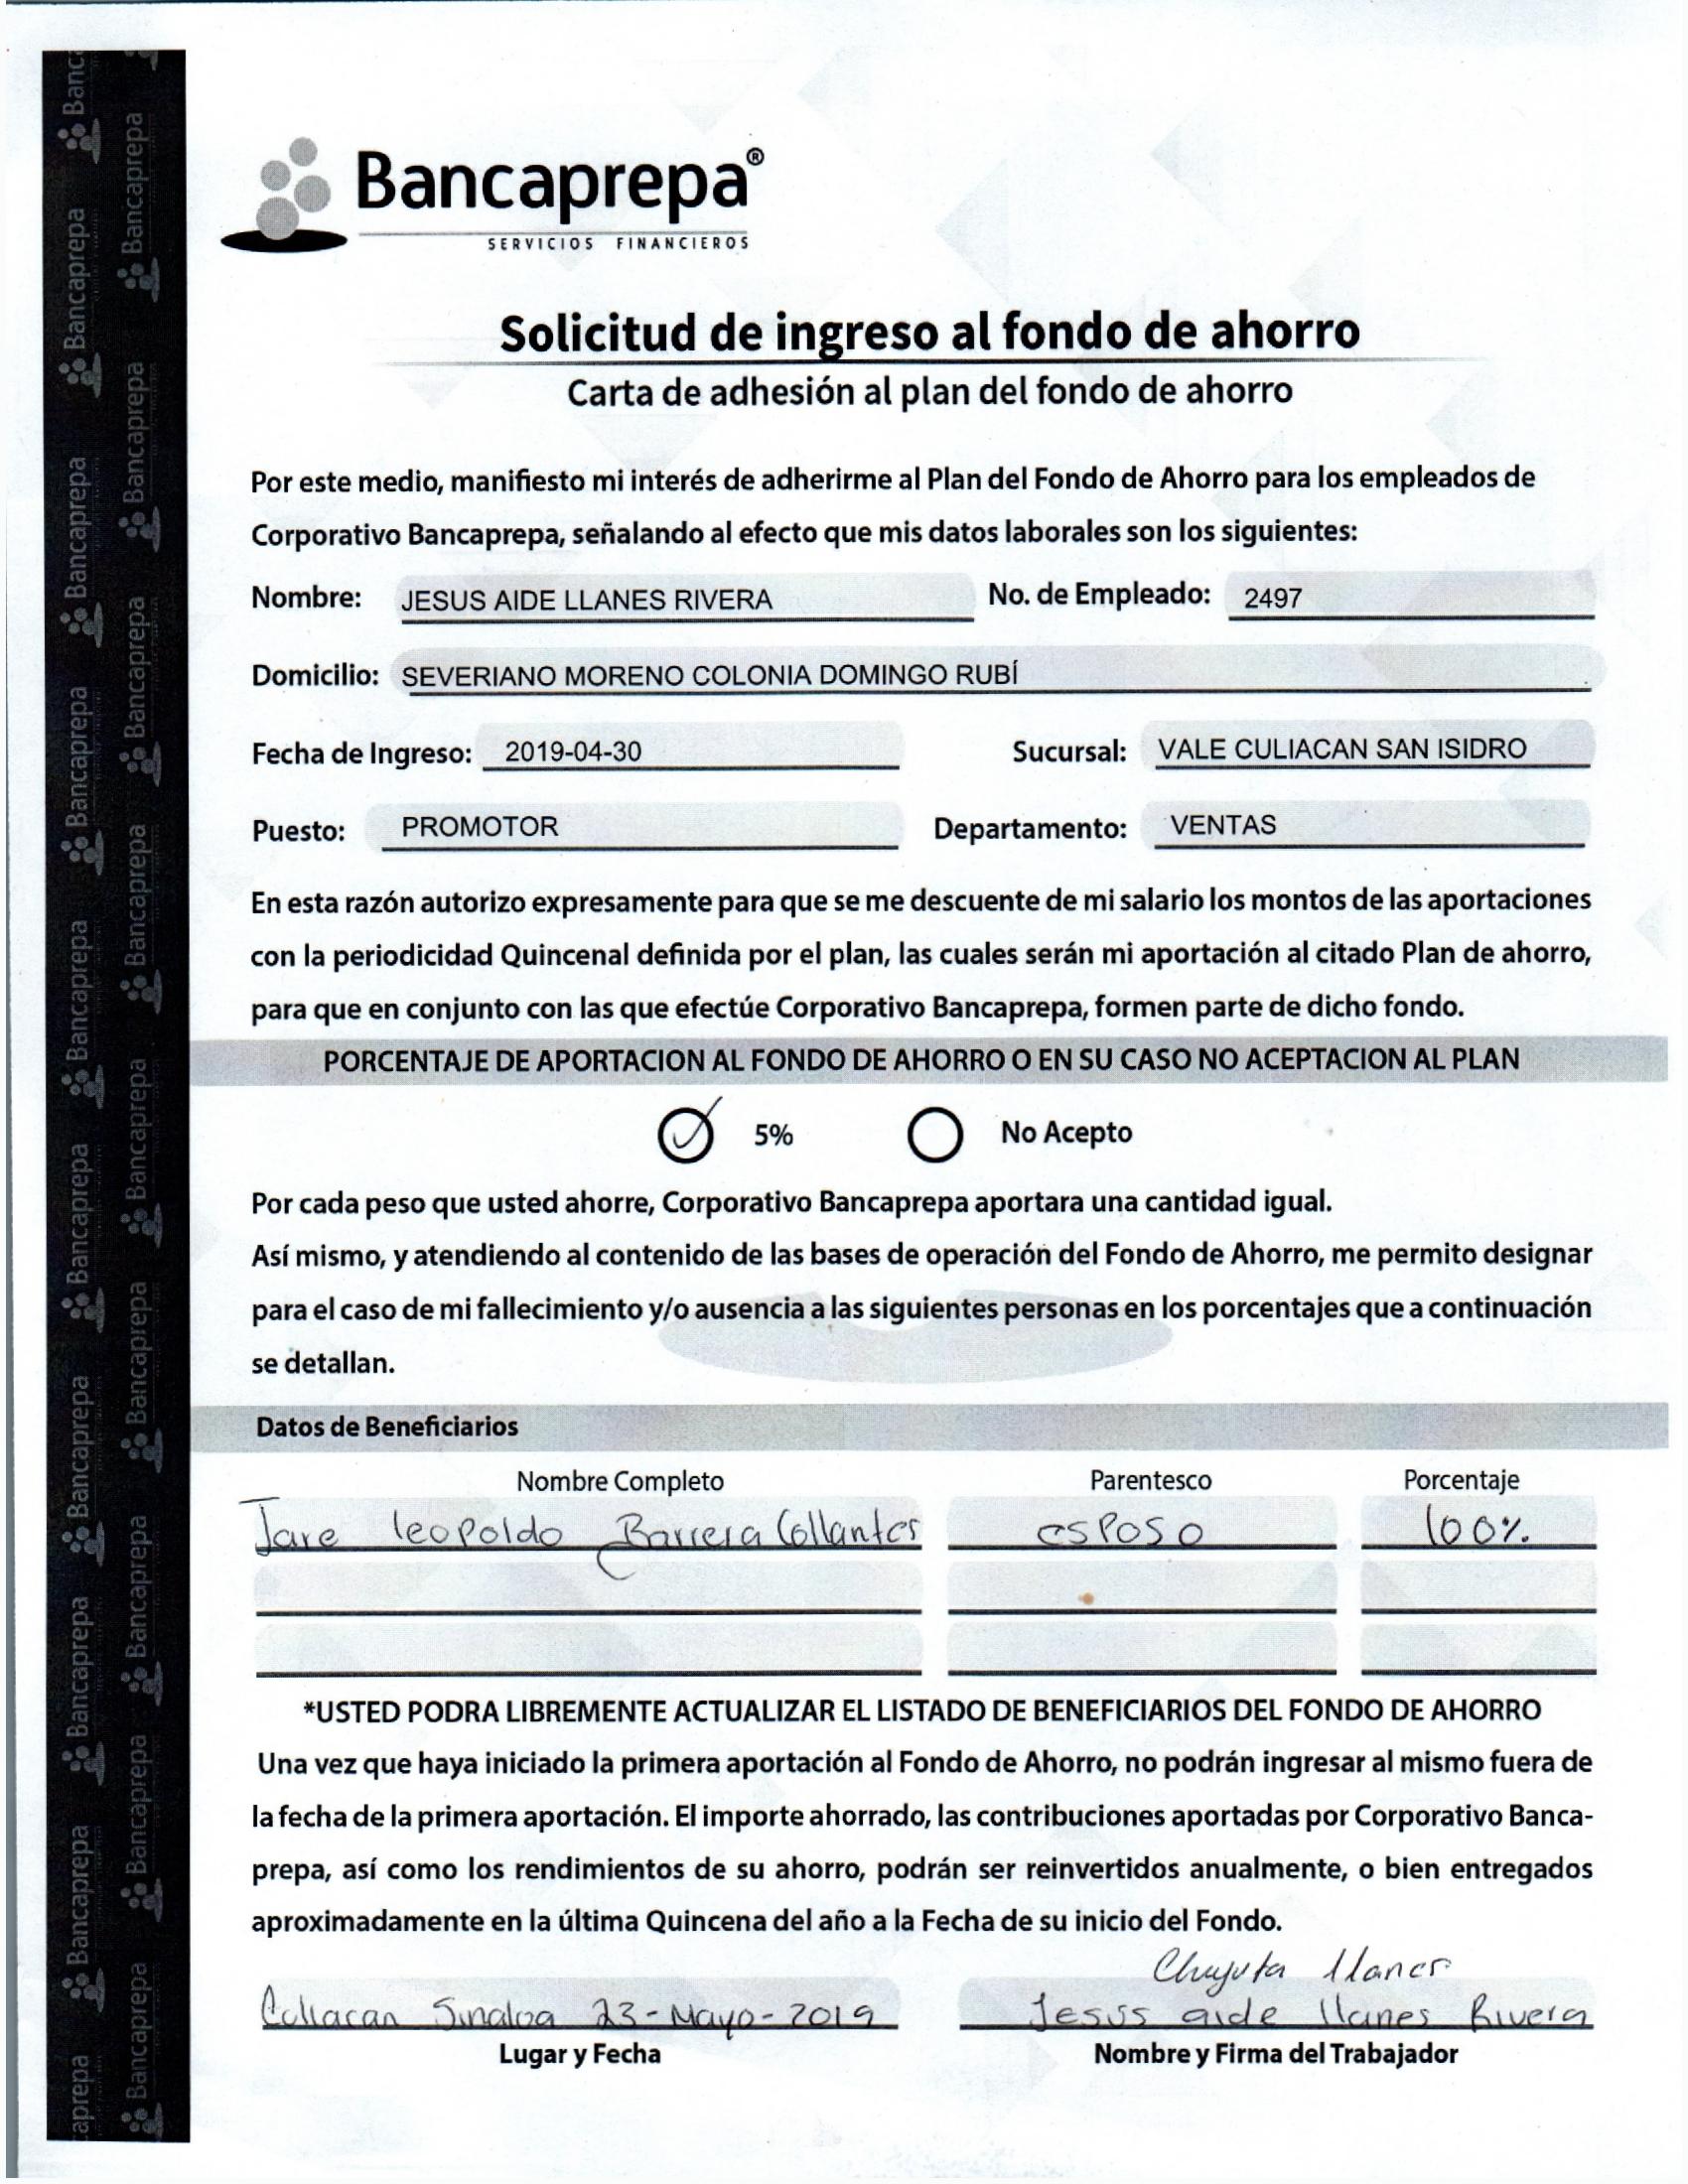 Bancaprepa®
SERVICIOS FINANCIEROS
Solicitud de ingreso al fondo de ahorro
Carta de adhesión al plan del fondo de ahorro
Por este medio, manifiesto mi interés de adherirme al Plan del Fondo de Ahorro para los empleados de
Corporativo Bancaprepa, señalando al efecto que mis datos laborales son los siguientes:
Nombre: JESUS AIDE LLANES RIVERA No. de Empleado: 2497
Domicilio: SEVERIANO MORENO COLONIA DOMINGO RUBÍ
Fecha de Ingreso: 2019-04-30 Sucursal: VALE CULIACAN SAN ISIDRO
Puesto: PROMOTOR Departamento: VENTAS
En esta razón autorizo expresamente para que se me descuente de mi salario los montos de las aportaciones
con la periodicidad Quincenal definida por el plan, las cuales serán mi aportación al citado Plan de ahorro,
para que en conjunto con las que efectúe Corporativo Bancaprepa, formen parte de dicho fondo.
PORCENTAJE DE APORTACION AL FONDO DE AHORRO O EN SU CASO NO ACEPTACION AL PLAN
5% No Acepto
Por cada peso que usted ahorre, Corporativo Bancaprepa aportara una cantidad igual.
Así mismo, y atendiendo al contenido de las bases de operación del Fondo de Ahorro, me permito designar
para el caso de mi fallecimiento y/o ausencia a las siguientes personas en los porcentajes que a continuación
se detallan.
Datos de Beneficiarios
Nombre Completo Parentesco Porcentaje
Jare leopoldo Barrera Collantes esposo 100%
*USTED PODRA LIBREMENTE ACTUALIZAR EL LISTADO DE BENEFICIARIOS DEL FONDO DE AHORRO
Una vez que haya iniciado la primera aportación al Fondo de Ahorro, no podrán ingresar al mismo fuera de
la fecha de la primera aportación. El importe ahorrado, las contribuciones aportadas por Corporativo Banca-
prepa, así como los rendimientos de su ahorro, podrán ser reinvertidos anualmente, o bien entregados
aproximadamente en la última Quincena del año a la Fecha de su inicio del Fondo.
Chuyita llanes
Culiacan Sinaloa 23-Mayo-2019 Jesus aide llanes Rivera
Lugar y Fecha Nombre y Firma del Trabajador